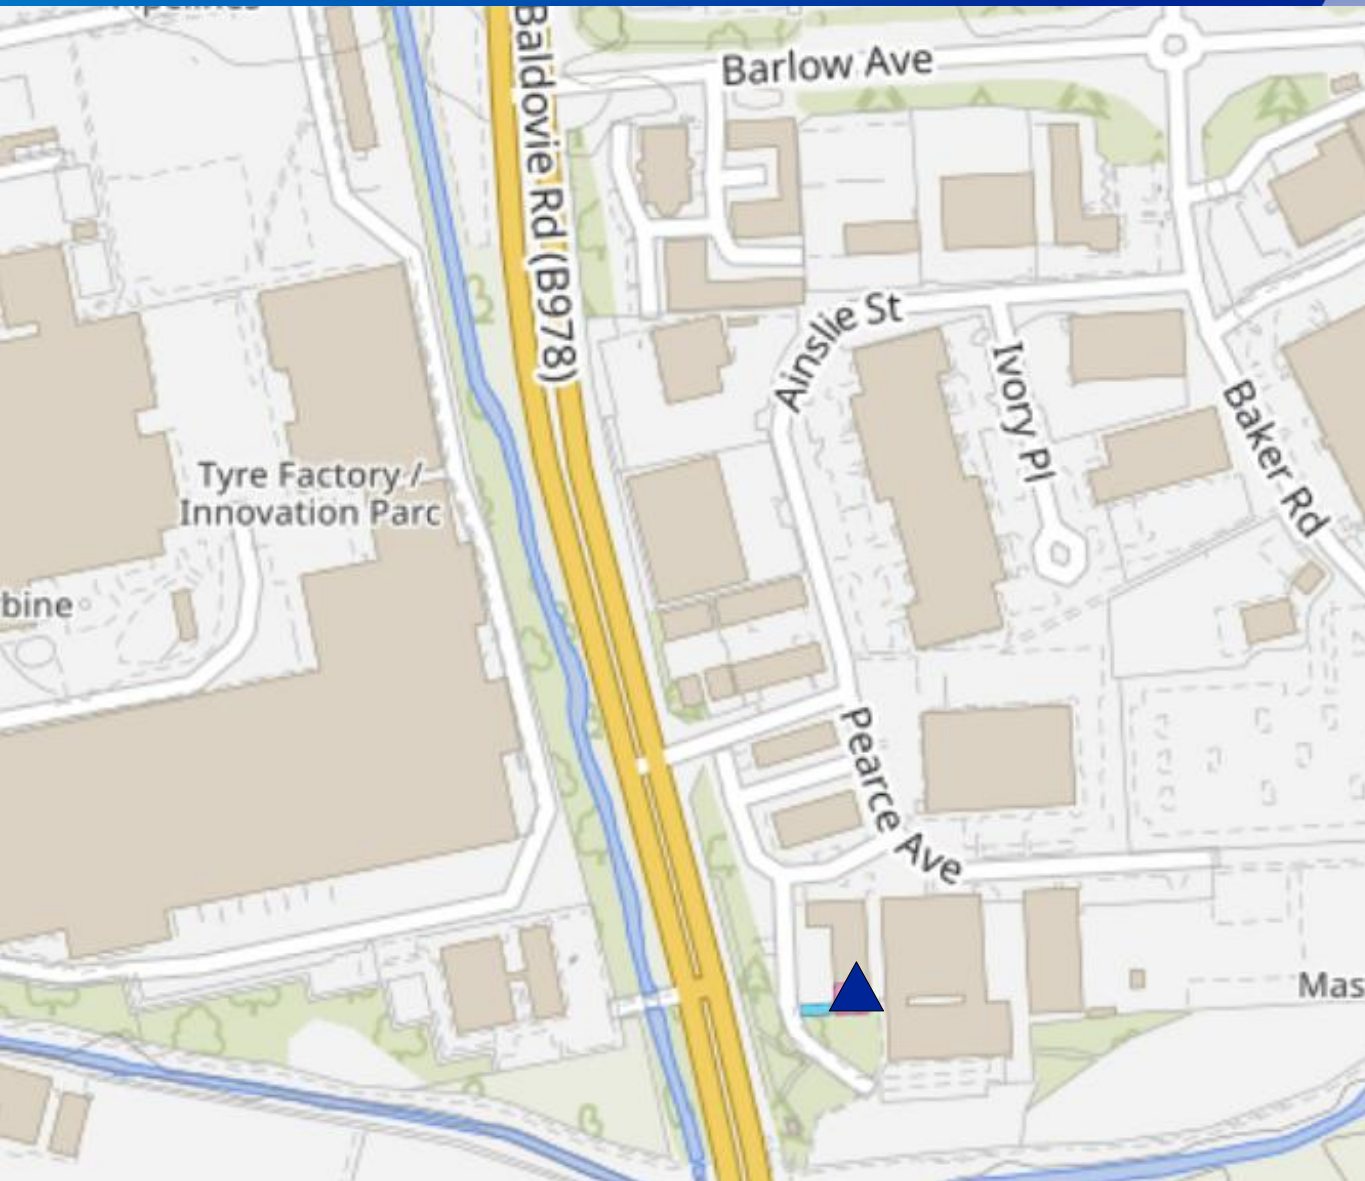 Pipelines
Barlow Ave
Baldovie Rd (B978)
Ainslie St
Ivory Pl
Baker Rd
Tyre Factory /
Innovation Parc
bine
Pearce Ave
Mas